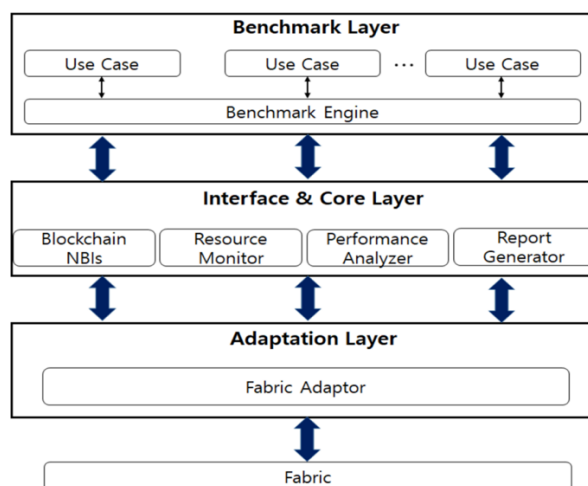 Benchmark Layer
Use Case
Use Case
...
Use Case
Benchmark Engine
Interface & Core Layer
Blockchain
NBIs
Resource
Monitor
Performance
Analyzer
Report
Generator
Adaptation Layer
Fabric Adaptor
Fabric